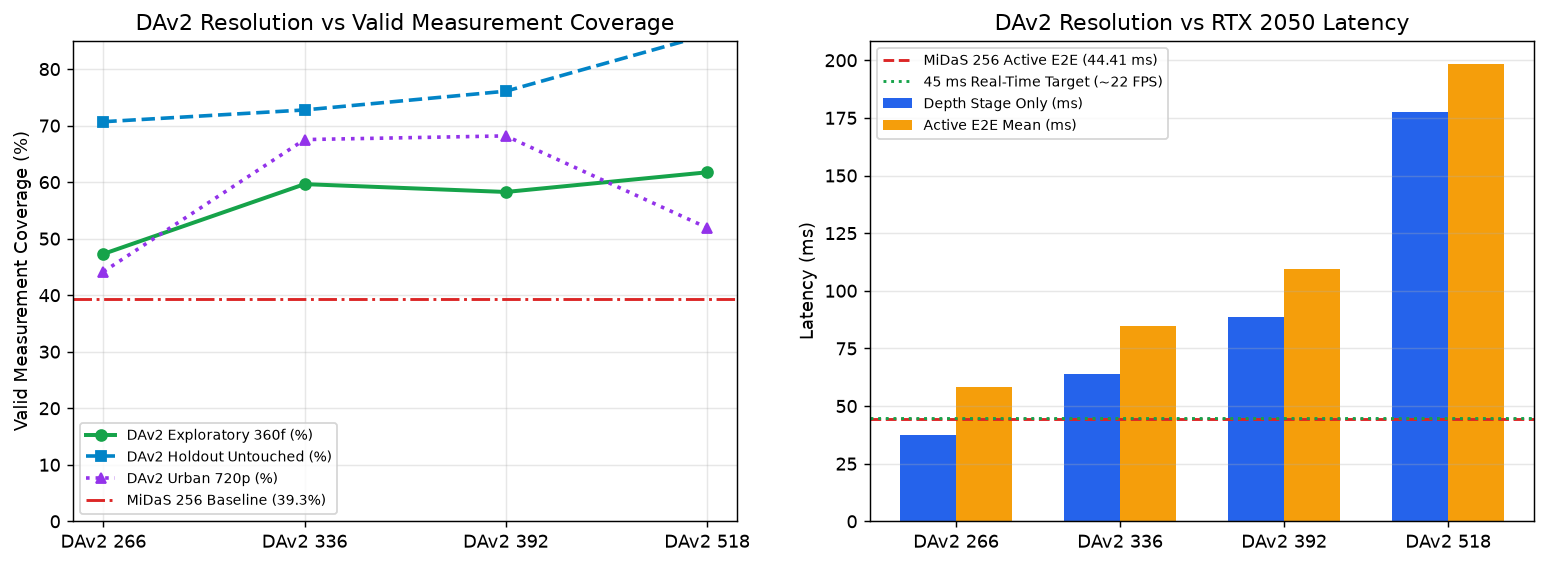 DAv2 Resolution vs Valid Measurement Coverage
Valid Measurement Coverage (%)
80
70
60
50
40
30
20
10
0
DAv2 Exploratory 360f (%)
DAv2 Holdout Untouched (%)
DAv2 Urban 720p (%)
MiDaS 256 Baseline (39.3%)
DAv2 266
DAv2 336
DAv2 392
DAv2 518
DAv2 Resolution vs RTX 2050 Latency
Latency (ms)
200
175
150
125
100
75
50
25
0
MiDaS 256 Active E2E (44.41 ms)
45 ms Real-Time Target (~22 FPS)
Depth Stage Only (ms)
Active E2E Mean (ms)
DAv2 266
DAv2 336
DAv2 392
DAv2 518